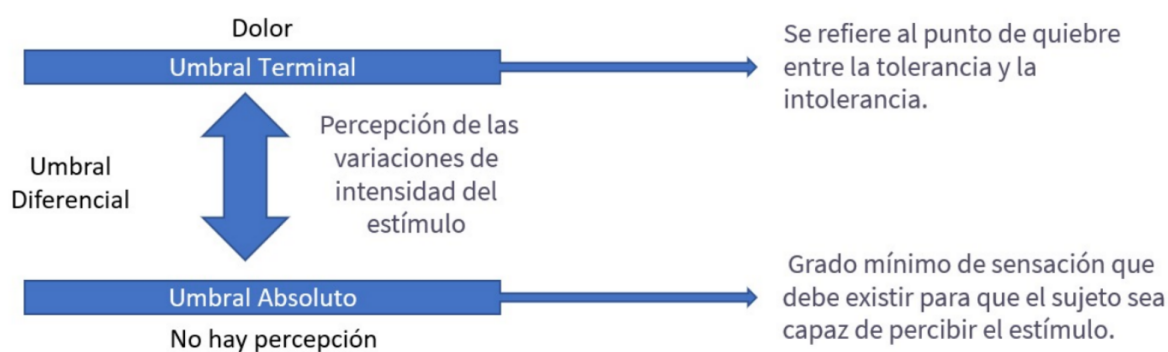 Dolor
Umbral Terminal
Se refiere al punto de quiebre
entre la tolerancia y la
intolerancia.
Umbral
Diferencial
Percepción de las
variaciones de
intensidad del
estímulo
Umbral Absoluto
No hay percepción
Grado mínimo de sensación que
debe existir para que el sujeto sea
capaz de percibir el estímulo.